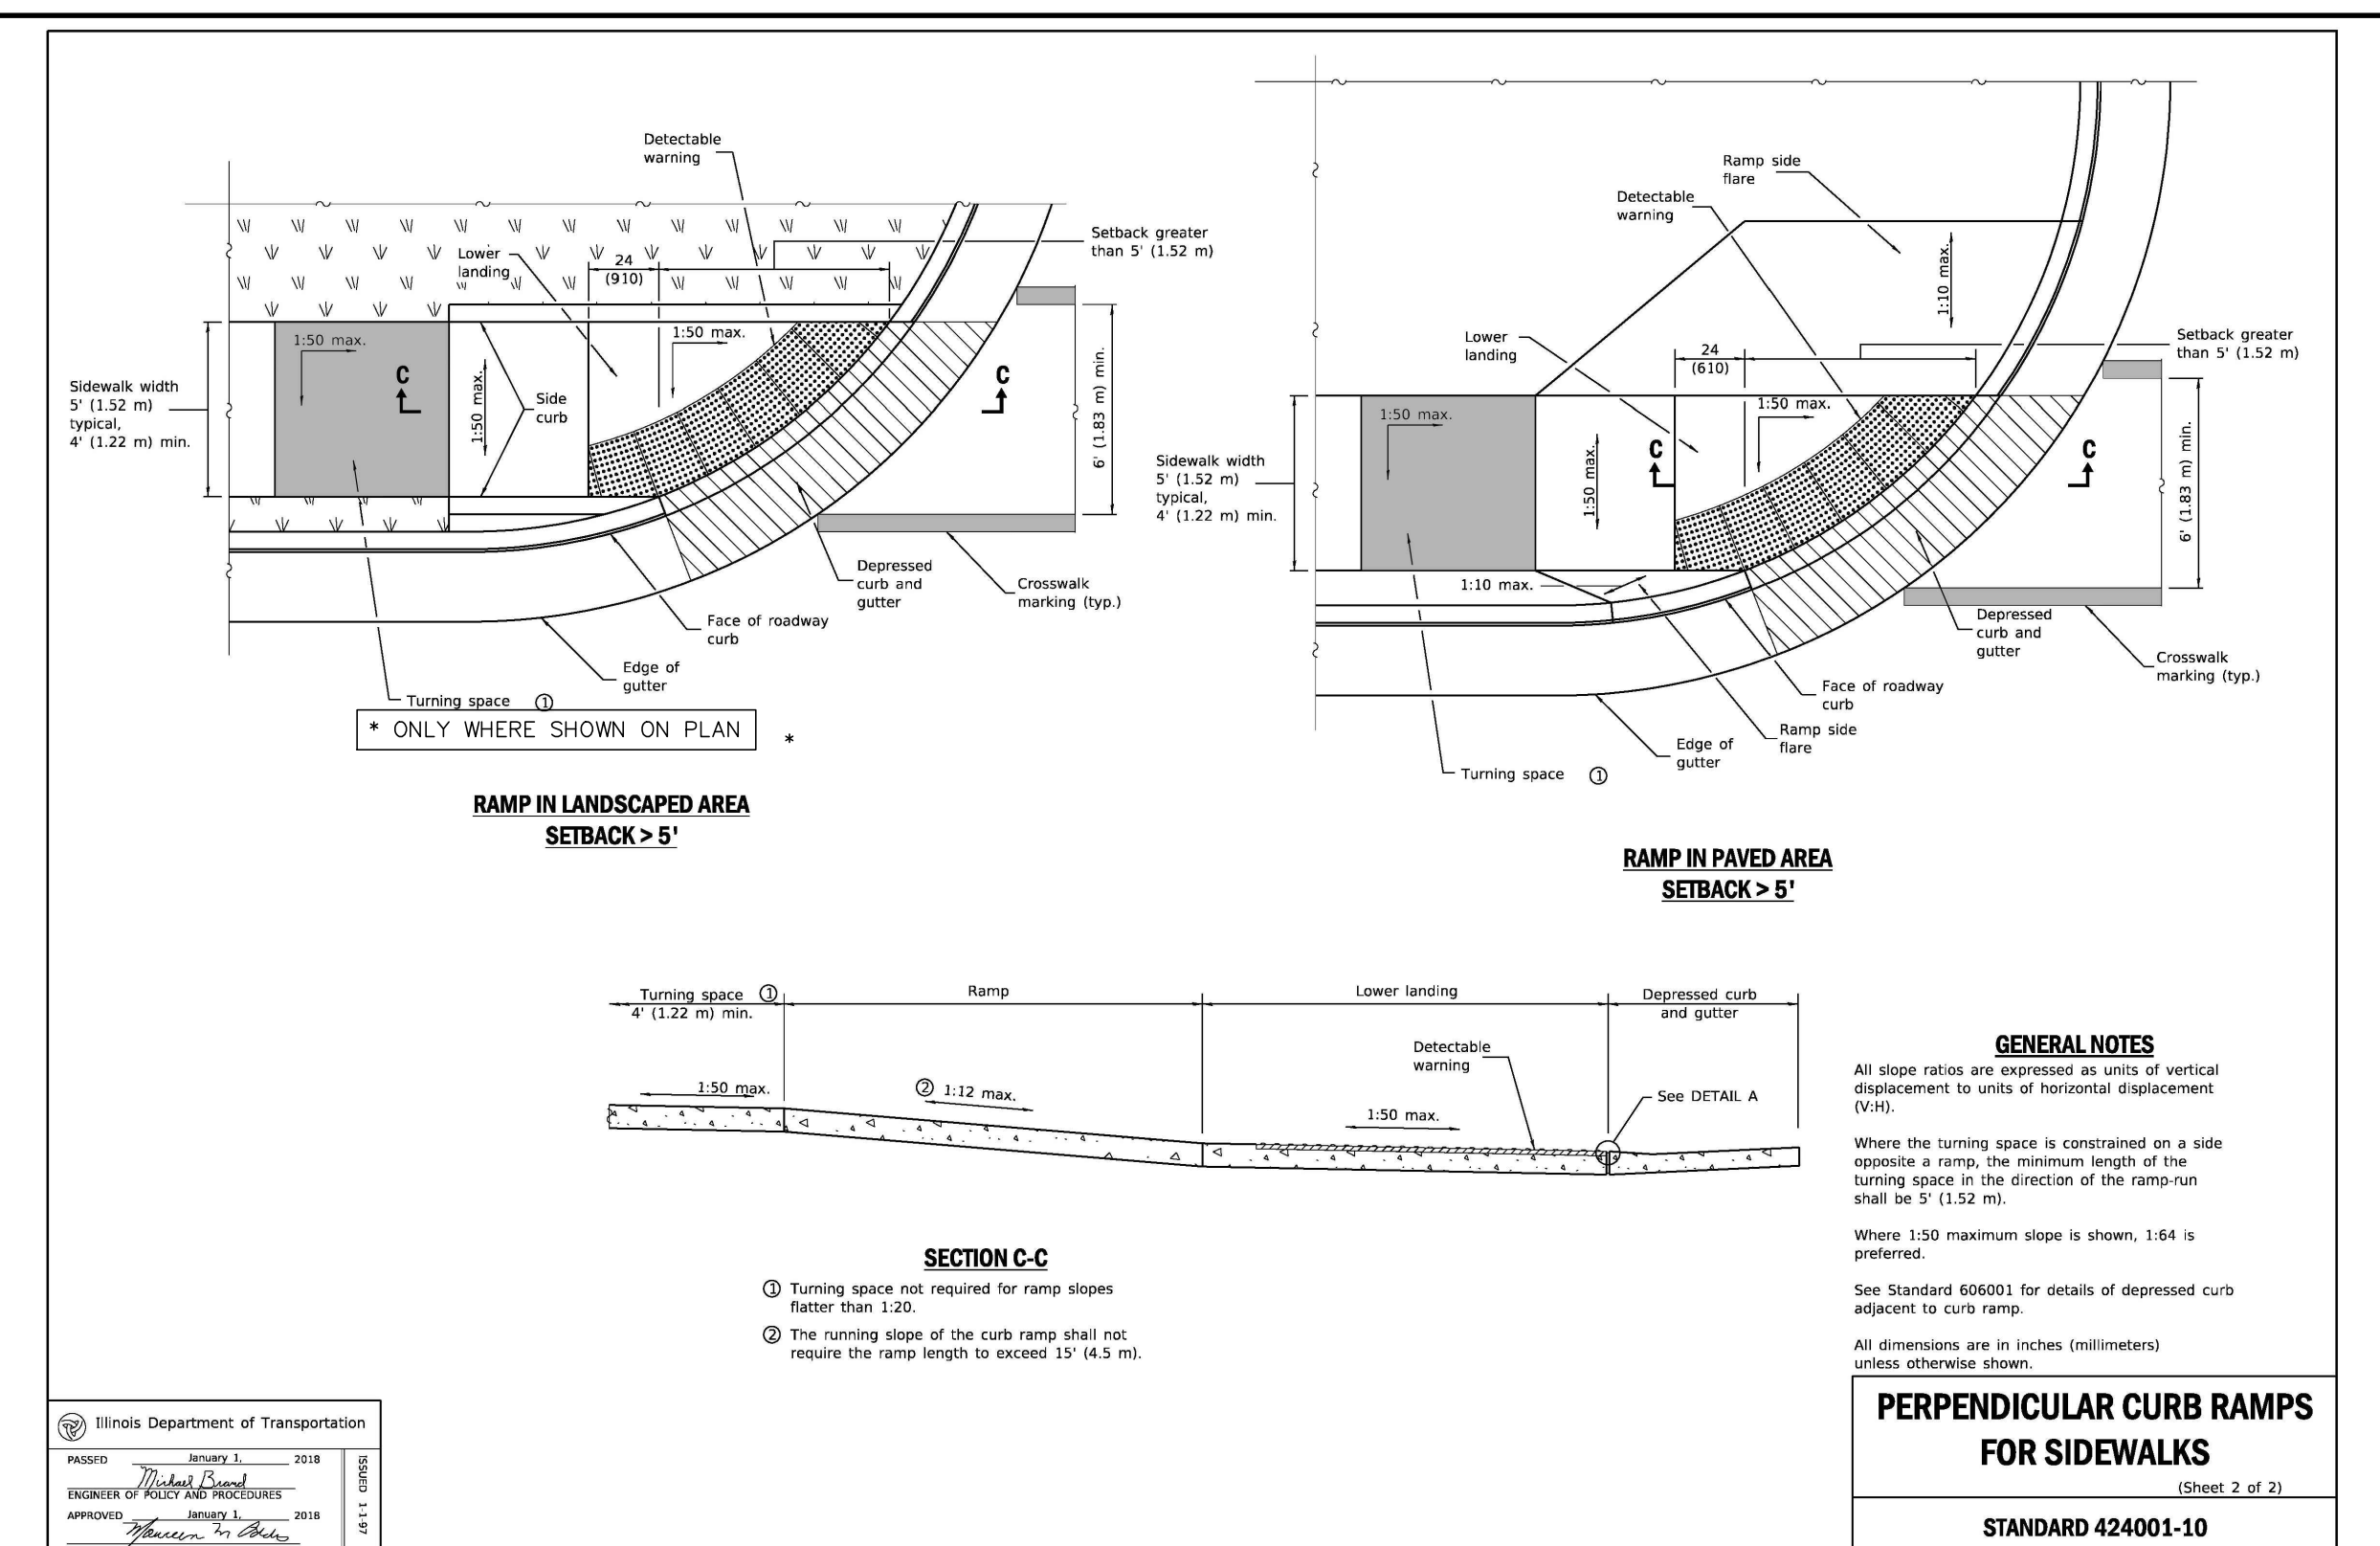 Detectable
warning
Lower
landing
24
(910)
Setback greater
than 5' (1.52 m)
1:50 max.
1:50 max.
C
C
1:50 max.
Side
curb
Sidewalk width
5' (1.52 m)
typical,
4' (1.22 m) min.
6' (1.83 m) min.
Depressed
curb and
gutter
Crosswalk
marking (typ.)
Face of roadway
curb
Edge of
gutter
Turning space ①
* ONLY WHERE SHOWN ON PLAN
*
RAMP IN LANDSCAPED AREA
SETBACK > 5'
Ramp side
flare
Detectable
warning
1:10 max.
Lower
landing
24
(610)
Setback greater
than 5' (1.52 m)
1:50 max.
1:50 max.
C
C
1:50 max.
Sidewalk width
5' (1.52 m)
typical,
4' (1.22 m) min.
6' (1.83 m) min.
1:10 max.
Depressed
curb and
gutter
Crosswalk
marking (typ.)
Face of roadway
curb
Ramp side
flare
Edge of
gutter
Turning space ①
RAMP IN PAVED AREA
SETBACK > 5'
Turning space ①
4' (1.22 m) min.
Ramp
Lower landing
Depressed curb
and gutter
Detectable
warning
See DETAIL A
1:50 max.
② 1:12 max.
1:50 max.
SECTION C-C
① Turning space not required for ramp slopes
flatter than 1:20.
② The running slope of the curb ramp shall not
require the ramp length to exceed 15' (4.5 m).
GENERAL NOTES
All slope ratios are expressed as units of vertical
displacement to units of horizontal displacement
(V:H).
Where the turning space is constrained on a side
opposite a ramp, the minimum length of the
turning space in the direction of the ramp-run
shall be 5' (1.52 m).
Where 1:50 maximum slope is shown, 1:64 is
preferred.
See Standard 606001 for details of depressed curb
adjacent to curb ramp.
All dimensions are in inches (millimeters)
unless otherwise shown.
PERPENDICULAR CURB RAMPS
FOR SIDEWALKS
(Sheet 2 of 2)
STANDARD 424001-10
Illinois Department of Transportation
PASSED January 1, 2018
Michael Brand
ENGINEER OF POLICY AND PROCEDURES
APPROVED January 1, 2018
Maureen M
ISSUED 1-1-97